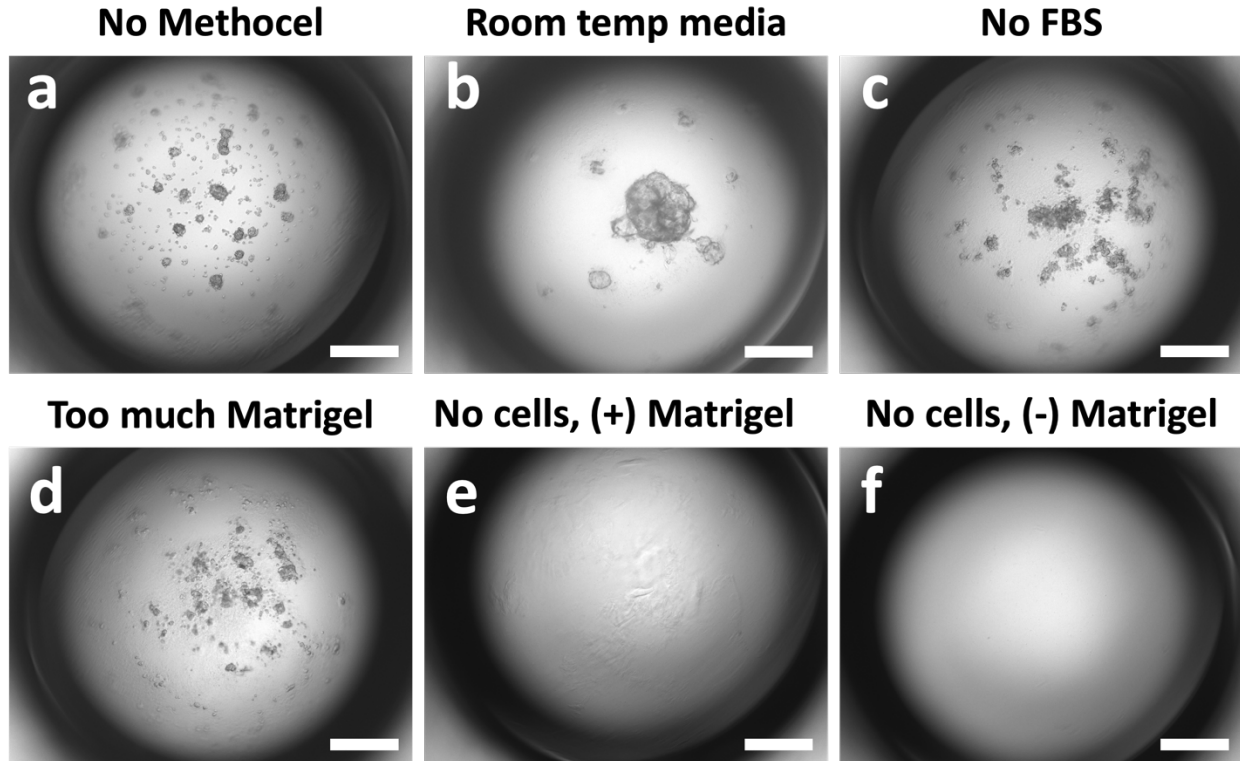 No Methocel
Room temp media
No FBS
a
b
c
Too much Matrigel
No cells, (+) Matrigel
No cells, (-) Matrigel
d
e
f